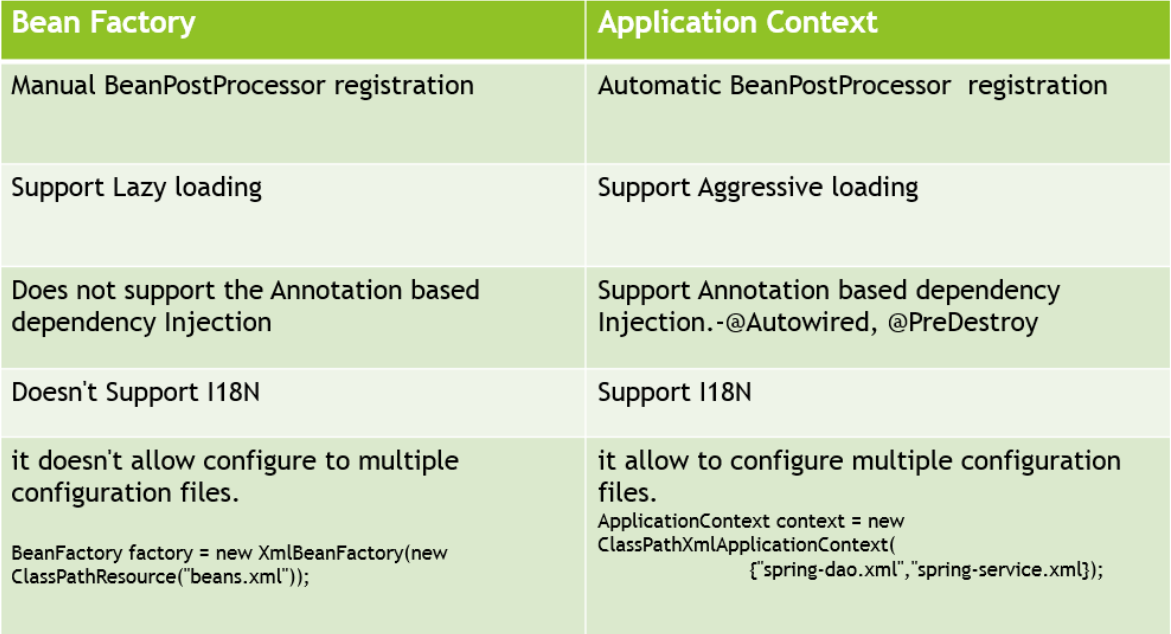 Bean Factory
Application Context
Manual BeanPostProcessor registration
Automatic BeanPostProcessor  registration
Support Lazy loading
Support Aggressive loading
Does not support the Annotation based
dependency Injection
Support Annotation based dependency
Injection.-@Autowired, @PreDestroy
Doesn't Support I18N
Support I18N
it doesn't allow configure to multiple
configuration files.
BeanFactory factory = new XmlBeanFactory(new
ClassPathResource("beans.xml"));
it allow to configure multiple configuration
files.
ApplicationContext context = new
ClassPathXmlApplicationContext(
{"spring-dao.xml","spring-service.xml});